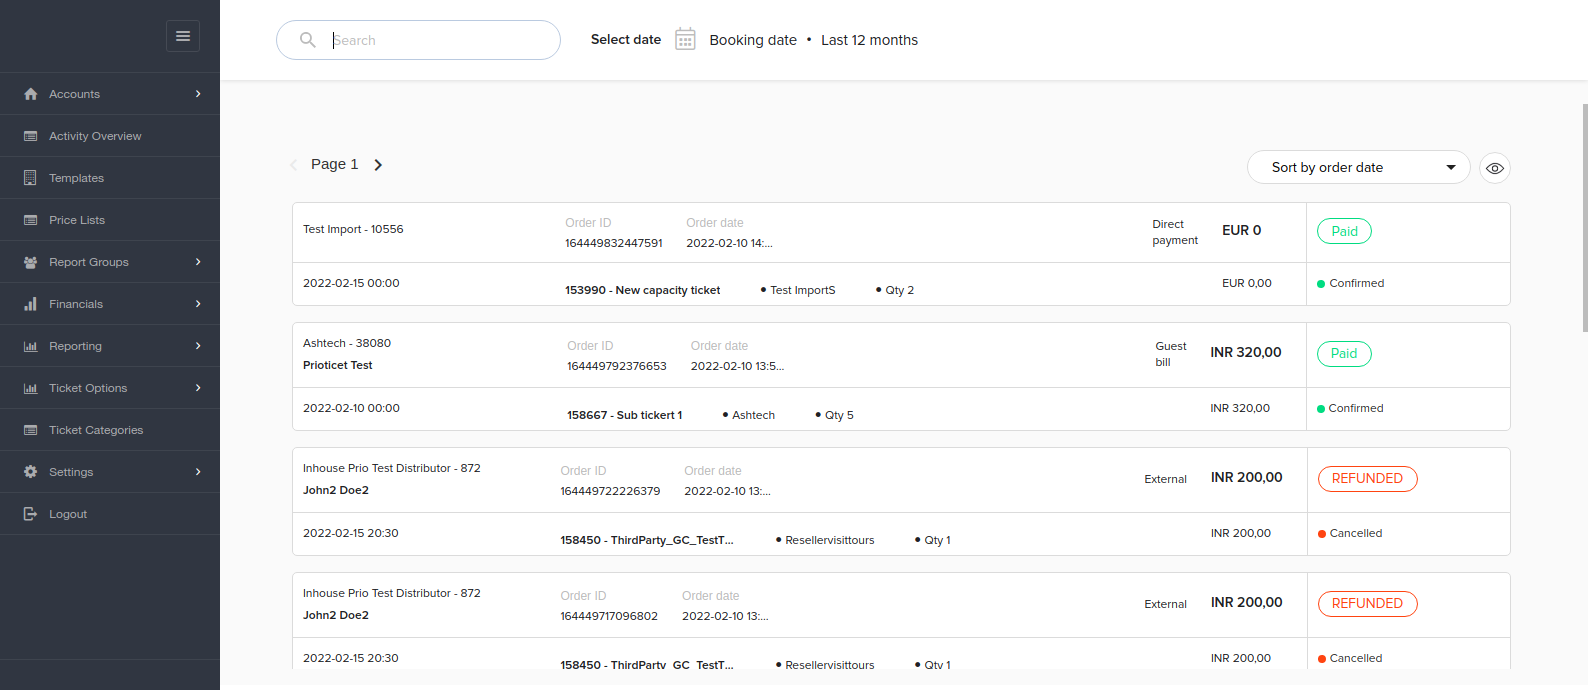 Search
Select date
Booking date • Last 12 months
Accounts
Activity Overview
Templates
Price Lists
Report Groups
Financials
Reporting
Ticket Options
Ticket Categories
Settings
Logout
Page 1
Sort by order date
Test Import - 10556
Order ID
164449832447591
Order date
2022-02-10 14:...
Direct
payment
EUR 0
Paid
2022-02-15 00:00
153990 - New capacity ticket
• Test ImportS
• Qty 2
EUR 0,00
Confirmed
Ashtech - 38080
Prioticet Test
Order ID
164449792376653
Order date
2022-02-10 13:5...
Guest
bill
INR 320,00
Paid
2022-02-10 00:00
158667 - Sub tickert 1
• Ashtech
• Qty 5
INR 320,00
Confirmed
Inhouse Prio Test Distributor - 872
John2 Doe2
Order ID
164449722226379
Order date
2022-02-10 13:...
External
INR 200,00
REFUNDED
2022-02-15 20:30
158450 - ThirdParty_GC_TestT...
• Resellervisittours
• Qty 1
INR 200,00
Cancelled
Inhouse Prio Test Distributor - 872
John2 Doe2
Order ID
164449717096802
Order date
2022-02-10 13:...
External
INR 200,00
REFUNDED
2022-02-15 20:30
158450 - ThirdParty_GC_TestT...
• Resellervisittours
• Qty 1
INR 200,00
Cancelled